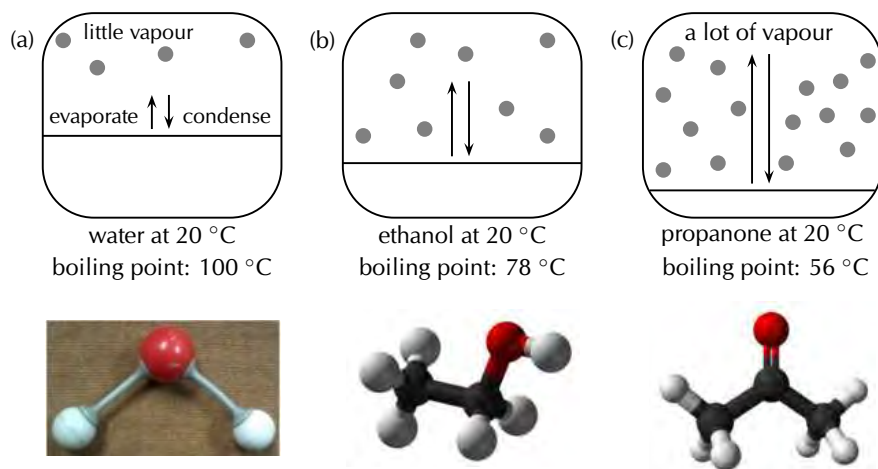 (a)
little vapour
evaporate
condense
water at 20 °C
boiling point: 100 °C
(b)
ethanol at 20 °C
boiling point: 78 °C
(c)
a lot of vapour
propanone at 20 °C
boiling point: 56 °C